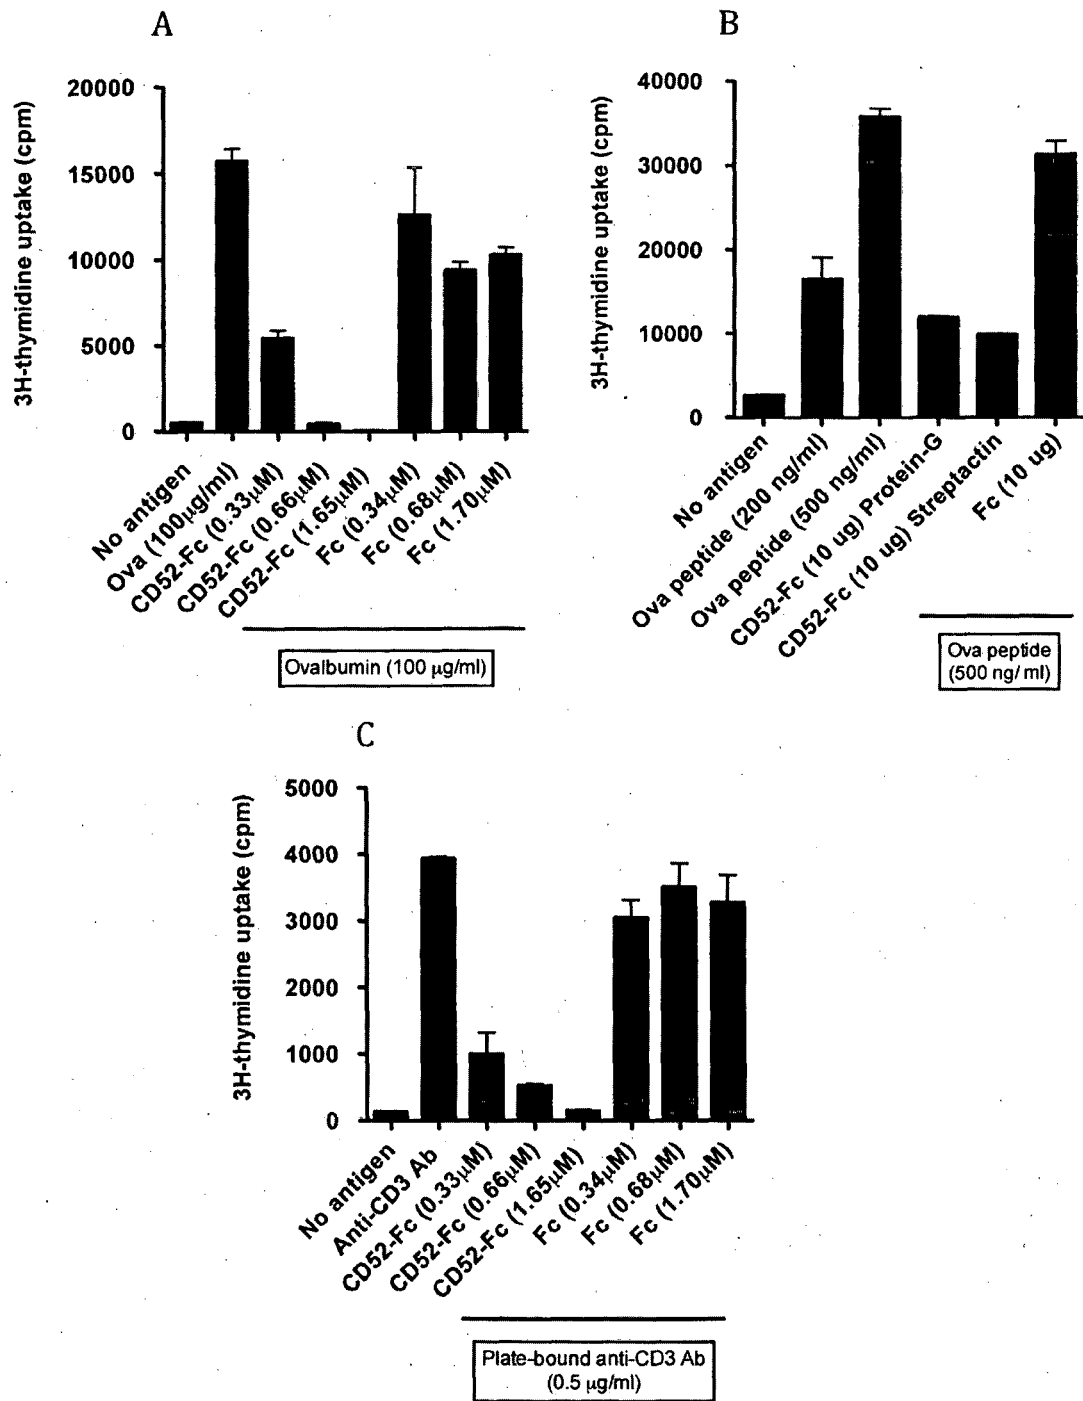 A
3H-thymidine uptake (cpm)
20000
15000
10000
5000
0
No antigen
Ova (100μg/ml)
CD52-Fc (0.33μM)
CD52-Fc (0.66μM)
CD52-Fc (1.65μM)
Fc (0.34μM)
Fc (0.68μM)
Fc (1.70μM)
Ovalbumin (100 μg/ml)
B
3H-thymidine uptake (cpm)
40000
30000
20000
10000
0
No antigen
Ova peptide (200 ng/ml)
Ova peptide (500 ng/ml)
CD52-Fc (10 ug) Protein-G
CD52-Fc (10 ug) Streptactin
Fc (10 ug)
Ova peptide
(500 ng/ ml)
C
3H-thymidine uptake (cpm)
5000
4000
3000
2000
1000
0
No antigen
Anti-CD3 Ab
CD52-Fc (0.33μM)
CD52-Fc (0.66μM)
CD52-Fc (1.65μM)
Fc (0.34μM)
Fc (0.68μM)
Fc (1.70μM)
Plate-bound anti-CD3 Ab
(0.5 μg/ml)